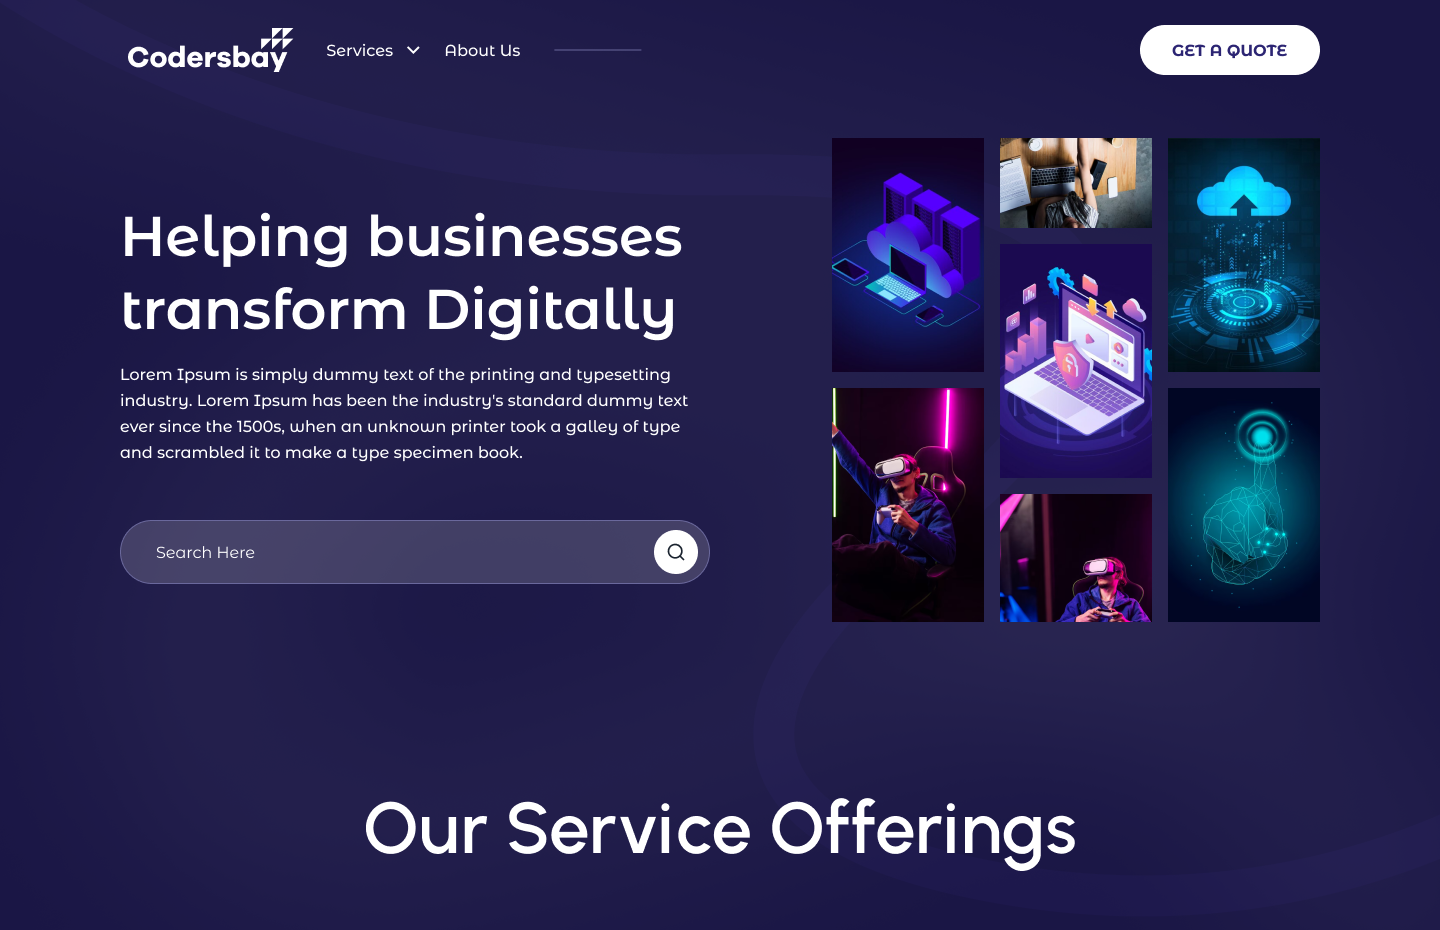 Codersbay
Services
About Us
GET A QUOTE
Helping businesses
transform Digitally
Lorem Ipsum is simply dummy text of the printing and typesetting
industry. Lorem Ipsum has been the industry's standard dummy text
ever since the 1500s, when an unknown printer took a galley of type
and scrambled it to make a type specimen book.
Search Here
Our Service Offerings